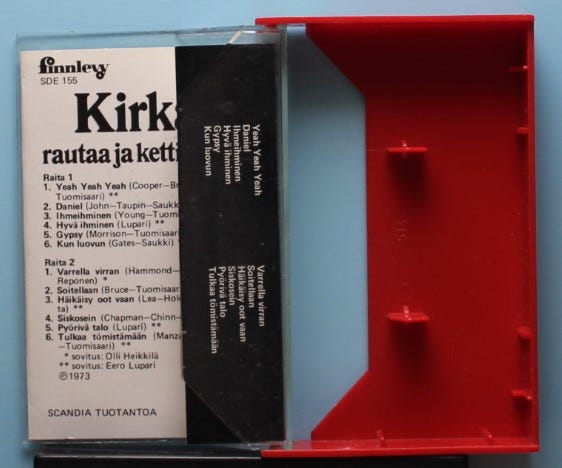 finnlevy
SDE 155
Kirka
rautaa ja ketti
Raita 1
1. Yeah Yeah Yeah (Cooper—Br
Tuomisaari) **
2. Daniel (John—Taupin—Saukk
3. Ihmeihminen (Young—Tuom
4. Hyvä ihminen (Lupari) **
5. Gypsy (Morrison—Tuomisaar
6. Kun luovun (Gates—Saukki) *
Raita 2
1. Varrella virran (Hammond—
Reponen) *
2. Soitellaan (Bruce—Tuomisaar
3. Häikäisy oot vaan (Lea—Hol
ta) **
4. Siskosein (Chapman—Chinn—
5. Pyörivä talo (Lupari) **
6. Tulkaa tömistämään (Manza
—Tuomisaari) **
* sovitus: Olli Heikkilä
** sovitus: Eero Lupari
℗ 1973
SCANDIA TUOTANTOA
Yeah Yeah Yeah
Daniel
Ihmeihminen
Hyvä ihminen
Gypsy
Kun luovun
Varrella virran
Soitellaan
Häikäisy oot vaan
Siskosein
Pyörivä talo
Tulkaa tömistämään